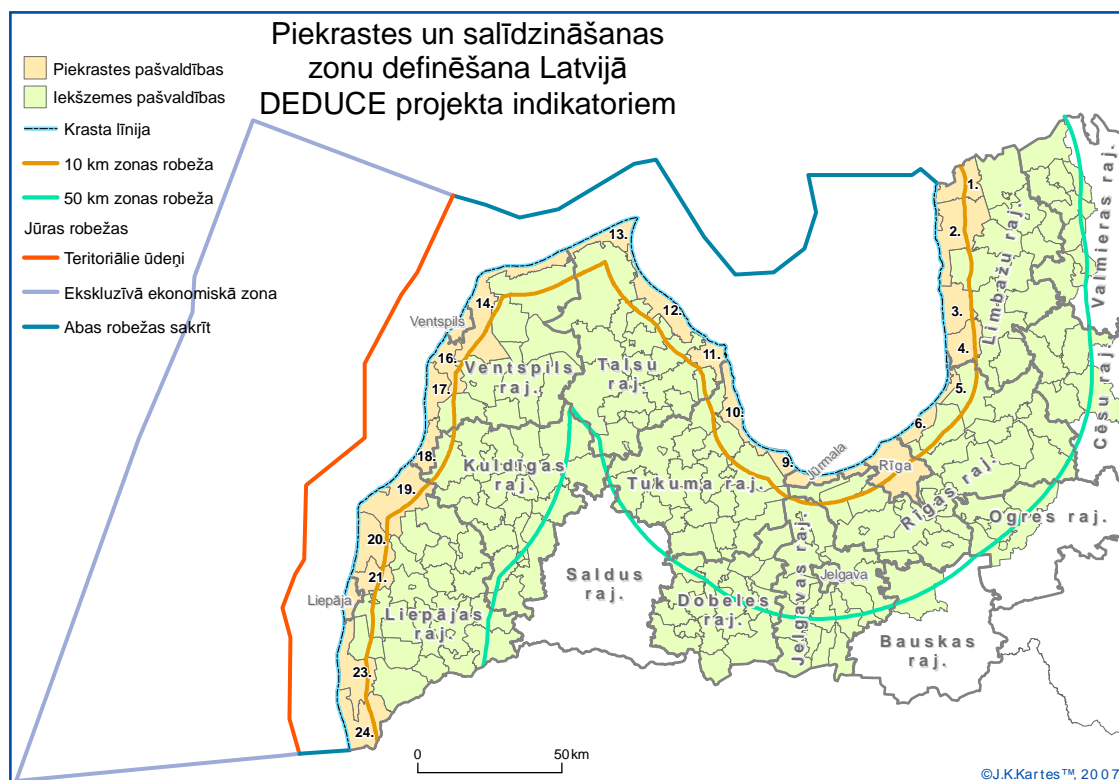 Piekrastes un salīdzināšanas
zonu definēšana Latvijā
DEDUCE projekta indikatoriem
Piekrastes pašvaldības
Iekšzemes pašvaldības
Krasta līnija
10 km zonas robeža
50 km zonas robeža
Jūras robežas
Teritoriālie ūdeņi
Ekskluzīvā ekonomiskā zona
Abas robežas sakrīt
1.
2.
3.
4.
5.
6.
9.
10.
11.
12.
13.
14.
16.
17.
18.
19.
20.
21.
23.
24.
Ventspils
Liepāja
Jūrmala
Rīga
Jelgava
Ventspils
raj.
Talsu
raj.
Kuldīgas
raj.
Tukuma raj.
Saldus
raj.
Liepājas
raj.
Dobeles
raj.
Jelgavas raj.
Bauskas
raj.
Rīgas raj.
Ogres raj.
Limbažu raj.
Valmieras raj.
Cēsu raj.
0 50 km
©J.K.Kartes™, 2007